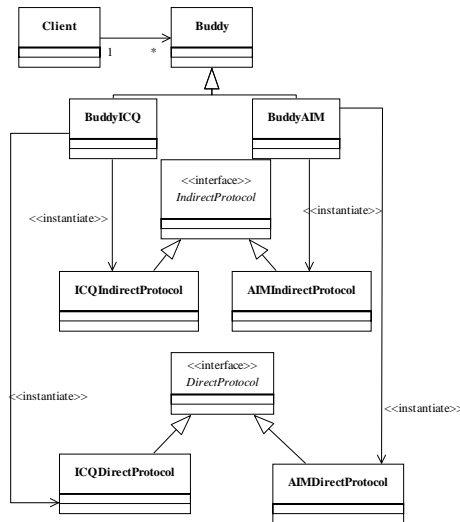 Client
Buddy
1
*
BuddyICQ
BuddyAIM
<<interface>>
IndirectProtocol
<<instantiate>>
<<instantiate>>
ICQIndirectProtocol
AIMIndirectProtocol
<<interface>>
DirectProtocol
<<instantiate>>
<<instantiate>>
ICQDirectProtocol
AIMDirectProtocol